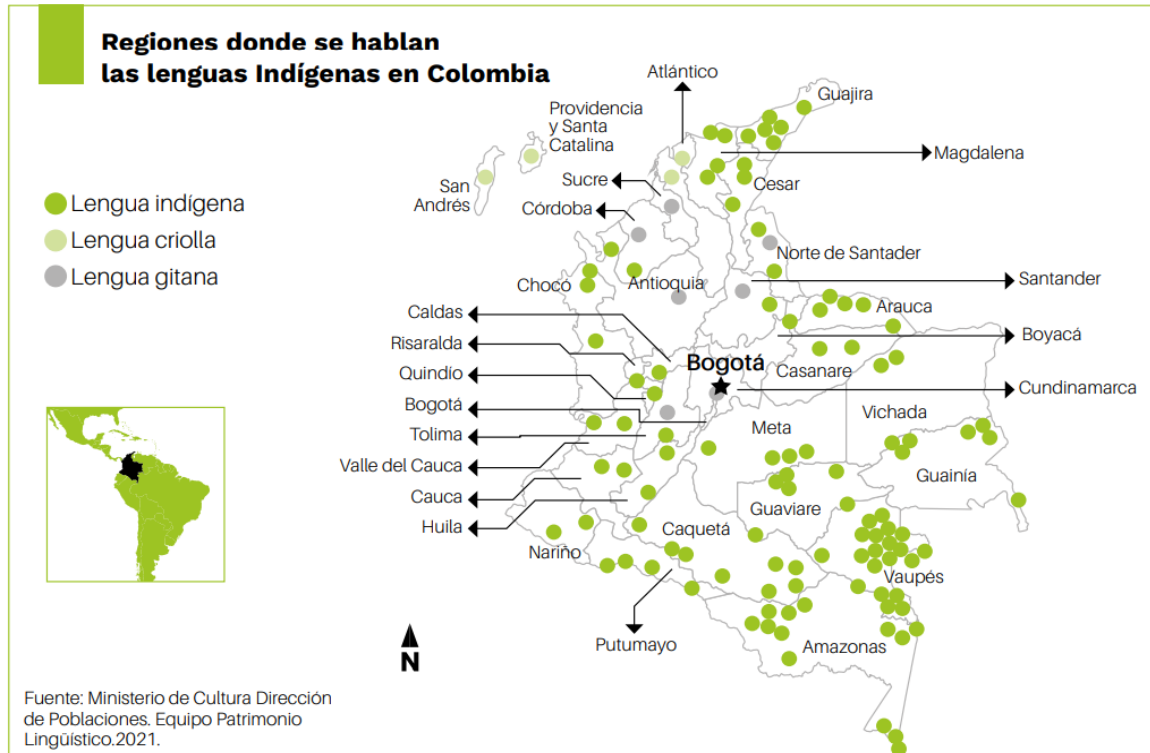 Regiones donde se hablan
las lenguas Indígenas en Colombia
Lengua indígena
Lengua criolla
Lengua gitana
Atlántico
Guajira
Providencia
y Santa
Catalina
Magdalena
San
Andrés
Sucre
Cesar
Córdoba
Norte de Santader
Santander
Chocó
Antioquia
Arauca
Caldas
Boyacá
Risaralda
Bogotá
Casanare
Quindío
Cundinamarca
Bogotá
Vichada
Tolima
Meta
Valle del Cauca
Guainía
Cauca
Guaviare
Huila
Caquetá
Nariño
Vaupés
Putumayo
Amazonas
N
Fuente: Ministerio de Cultura Dirección
de Poblaciones. Equipo Patrimonio
Lingüístico.2021.